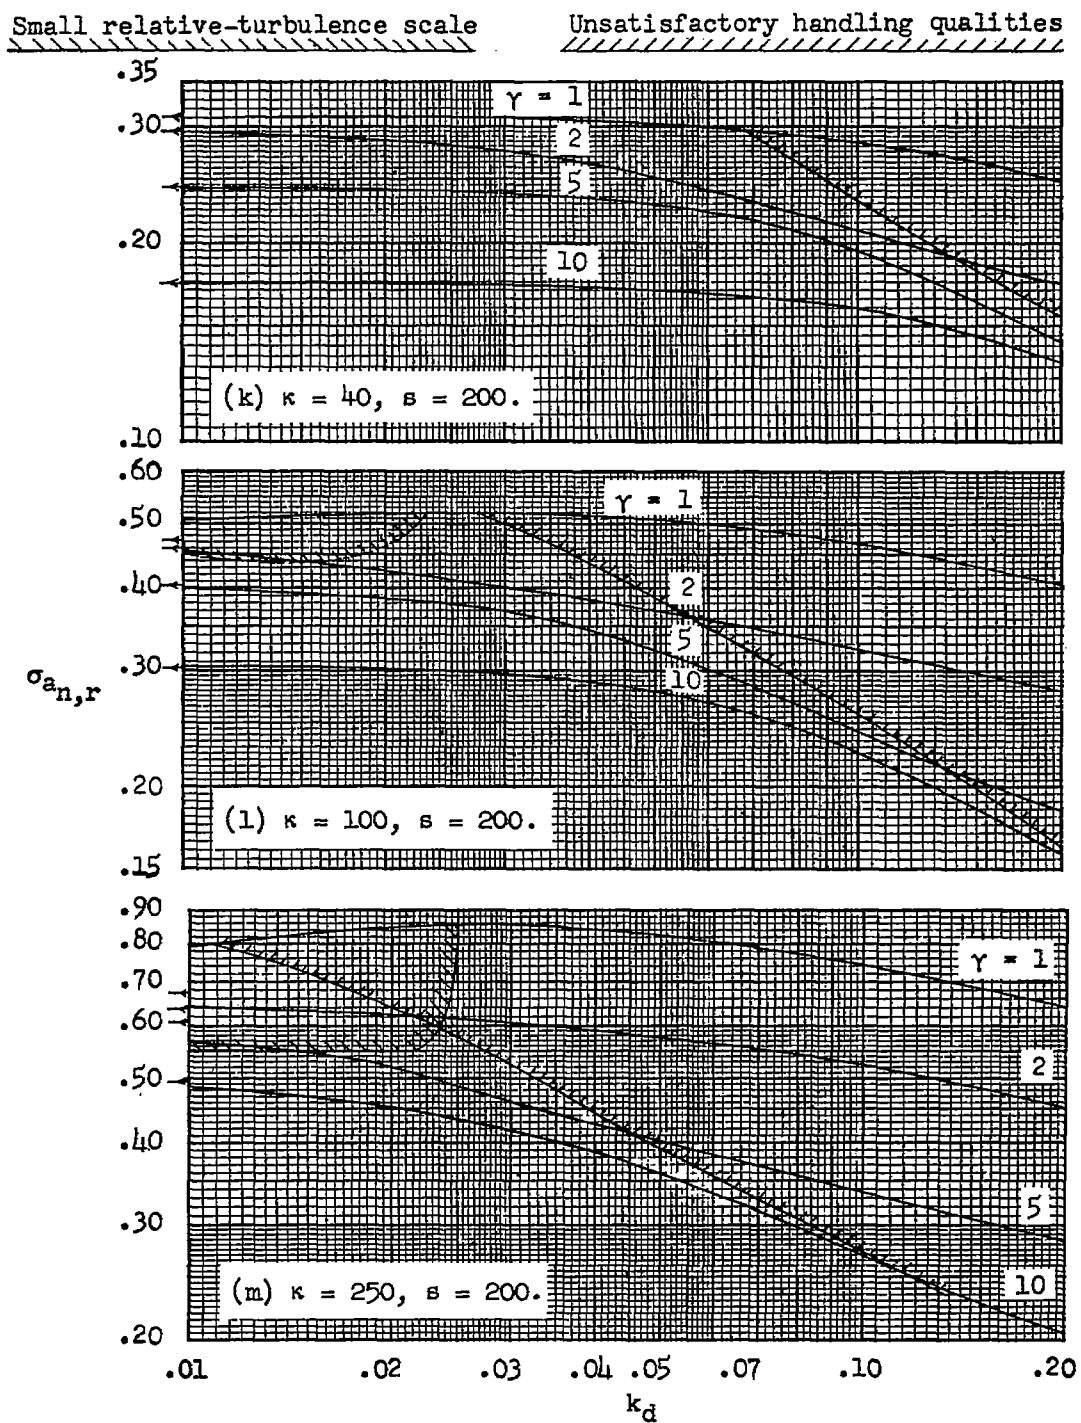 Small relative-turbulence scale Unsatisfactory handling qualities
.35
γ = 1
.30
2
5
.20
10
(k) κ = 40, s = 200.
.10
.60
γ = 1
.50
.40
2
5
.30
10
σan,r
.20
(l) κ = 100, s = 200.
.15
.90
.80
γ = 1
.70
.60
2
.50
.40
5
.30
10
(m) κ = 250, s = 200.
.20
.01 .02 .03 .04 .05 .07 .10 .20
kd